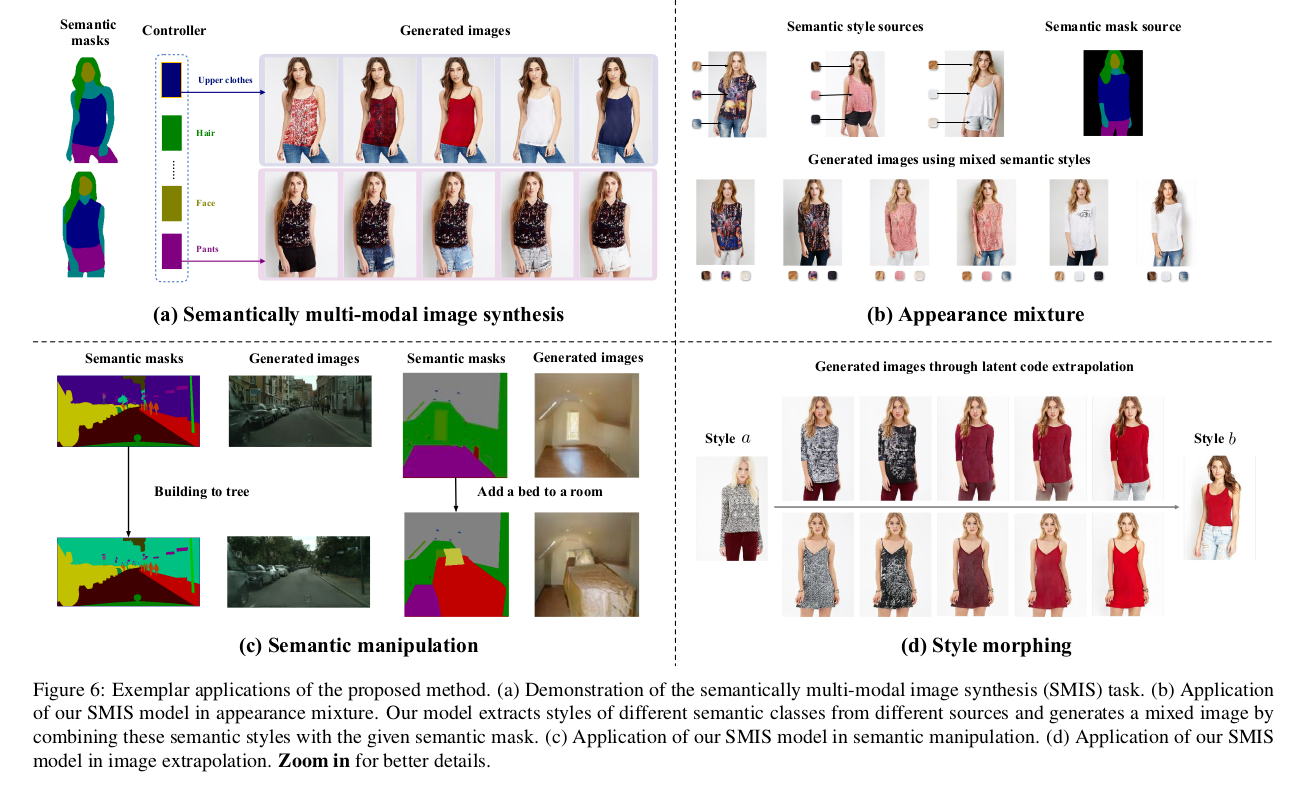 Semantic
masks
Controller
Generated images
Upper clothes
Hair
Face
Pants
(a) Semantically multi-modal image synthesis
Semantic style sources
Semantic mask source
Generated images using mixed semantic styles
(b) Appearance mixture
Semantic masks
Generated images
Semantic masks
Generated images
Building to tree
Add a bed to a room
(c) Semantic manipulation
Generated images through latent code extrapolation
Style a
Style b
(d) Style morphing
Figure 6: Exemplar applications of the proposed method. (a) Demonstration of the semantically multi-modal image synthesis (SMIS) task. (b) Application
of our SMIS model in appearance mixture. Our model extracts styles of different semantic classes from different sources and generates a mixed image by
combining these semantic styles with the given semantic mask. (c) Application of our SMIS model in semantic manipulation. (d) Application of our SMIS
model in image extrapolation. Zoom in for better details.